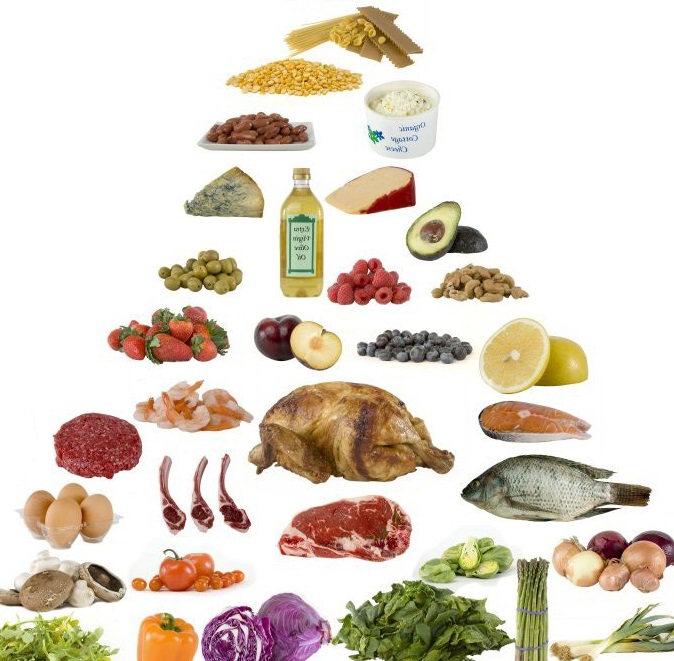 Organic
Cottage
Cheese
Extra
Virgin
Olive
Oil